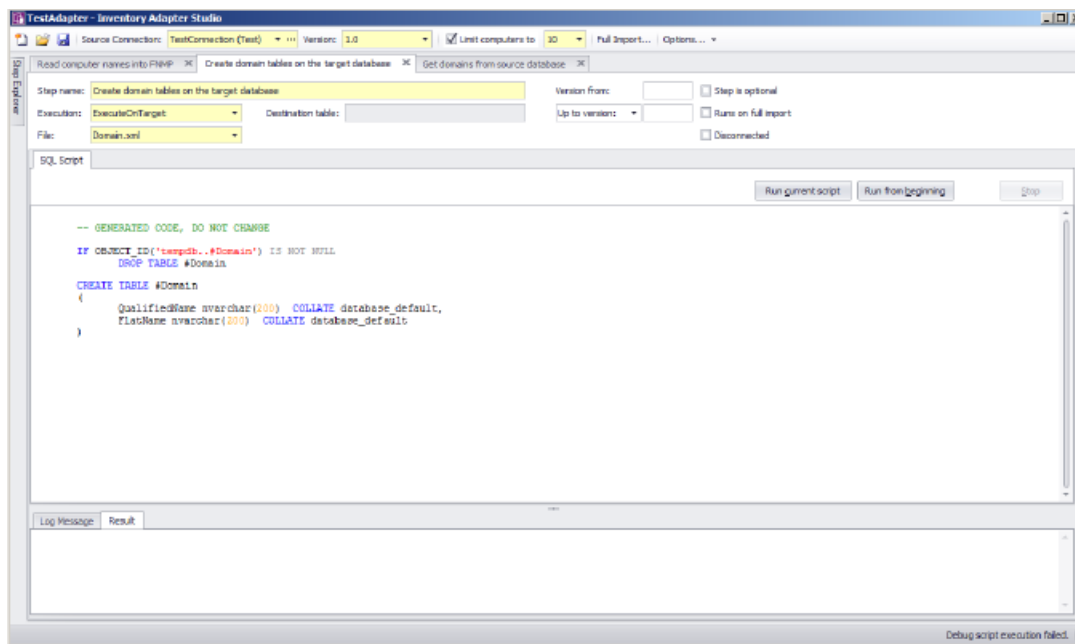 TestAdapter - Inventory Adapter Studio
Source Connection: TestConnection (Test) ... Version: 1.0 Limit computers to 10 Full Import... Options...
Step Explorer
Read computer names into FNMP Create domain tables on the target database Get domains from source database
Step name: Create domain tables on the target database Version from: Step is optional
Execution: ExecuteOnTarget Destination table: Up to version: Runs on full import
File: Domain.xml Disconnected
SQL Script
Run current script Run from beginning Stop
-- GENERATED CODE, DO NOT CHANGE
IF OBJECT_ID('tempdb..#Domain') IS NOT NULL
DROP TABLE #Domain
CREATE TABLE #Domain
(
QualifiedName nvarchar(200) COLLATE database_default,
FlatName nvarchar(200) COLLATE database_default
)
Log Message Result
Debug script execution failed.